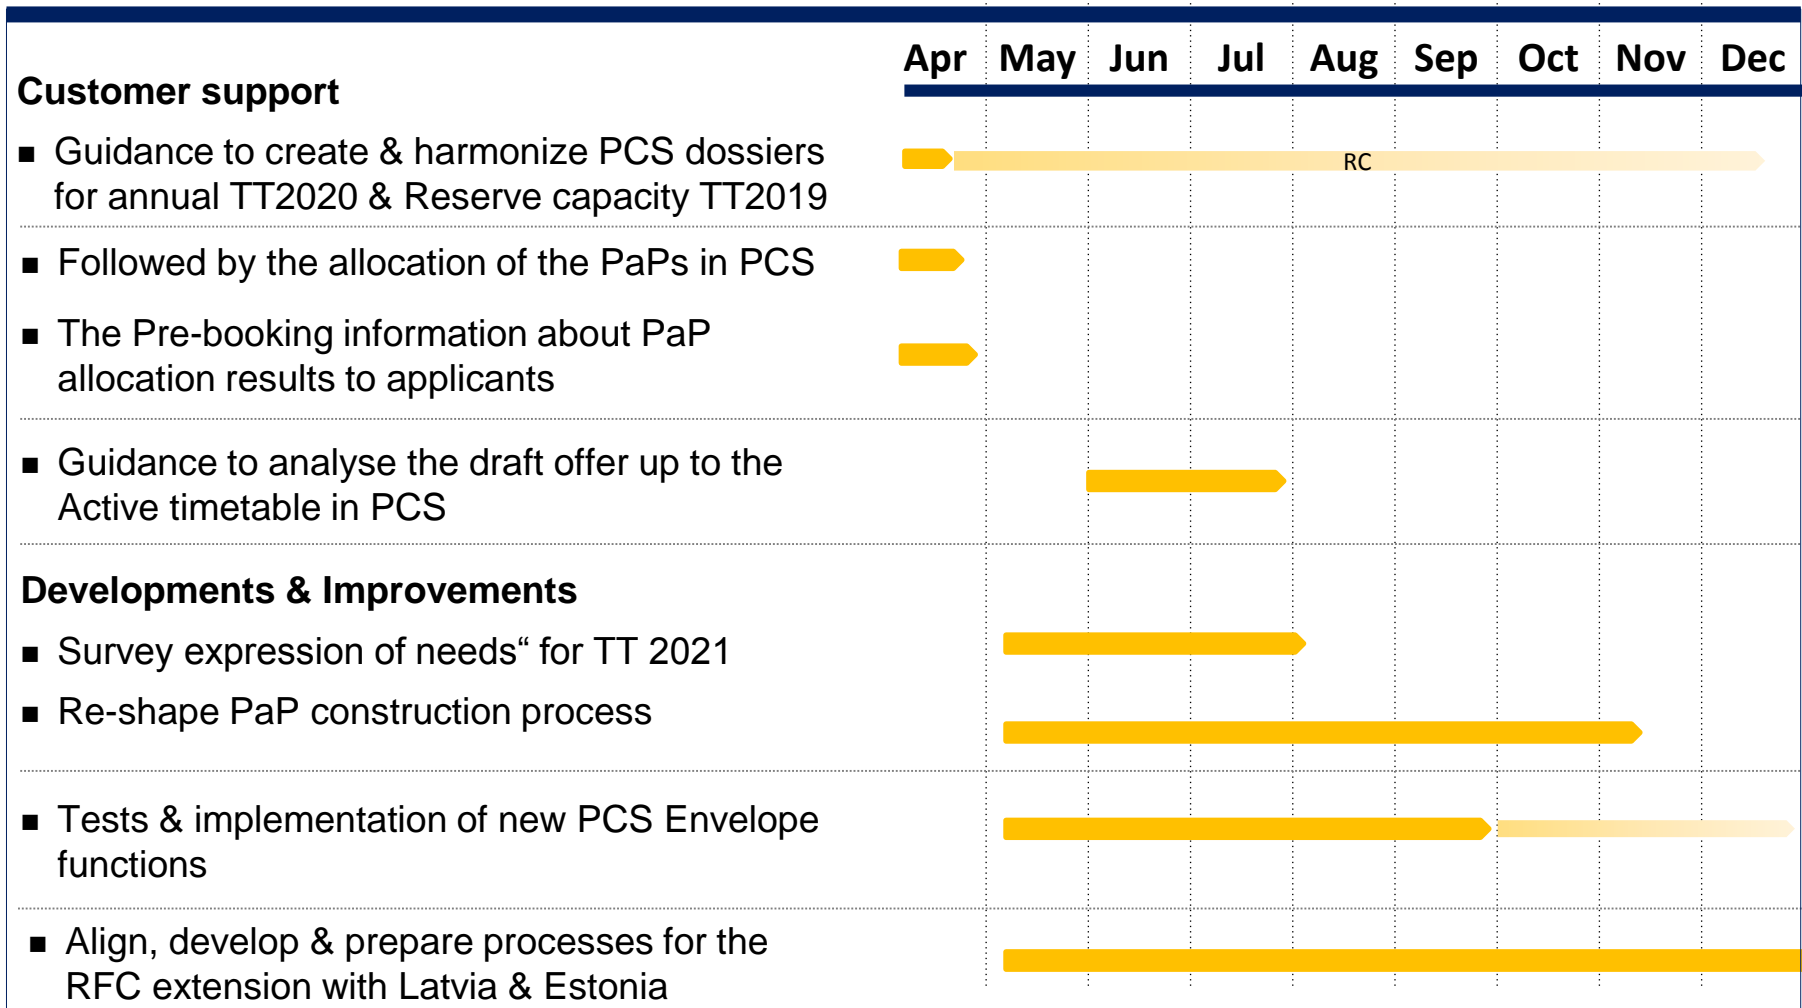 Apr May Jun Jul Aug Sep Oct Nov Dec
Customer support
■ Guidance to create & harmonize PCS dossiers
for annual TT2020 & Reserve capacity TT2019
RC
■ Followed by the allocation of the PaPs in PCS
■ The Pre-booking information about PaP
allocation results to applicants
■ Guidance to analyse the draft offer up to the
Active timetable in PCS
Developments & Improvements
■ Survey expression of needs“ for TT 2021
■ Re-shape PaP construction process
■ Tests & implementation of new PCS Envelope
functions
■ Align, develop & prepare processes for the
RFC extension with Latvia & Estonia